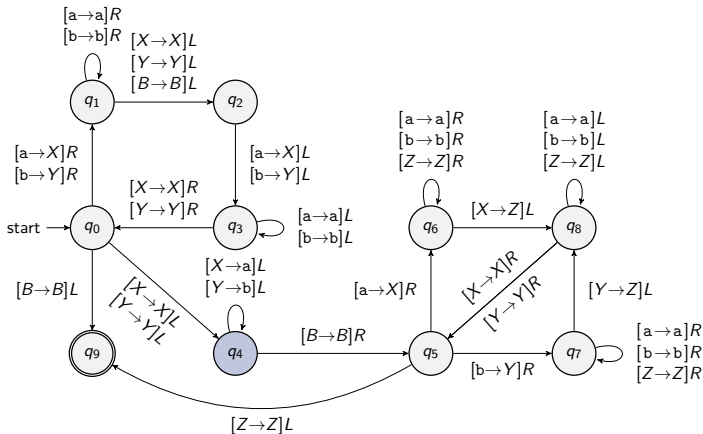 [a→a]R
[b→b]R
[X→X]L
[Y→Y]L
[B→B]L
q1
q2
[a→X]R
[b→Y]R
[a→X]L
[b→Y]L
[a→a]R
[b→b]R
[Z→Z]R
[a→a]L
[b→b]L
[Z→Z]L
[X→X]R
[Y→Y]R
start
q0
q3
[a→a]L
[b→b]L
q6
[X→Z]L
q8
[X→a]L
[Y→b]L
[B→B]L
[X→X]L
[Y→Y]L
[a→X]R
[X→X]R
[Y→Y]R
[Y→Z]L
q9
q4
[B→B]R
q5
[b→Y]R
q7
[a→a]R
[b→b]R
[Z→Z]R
[Z→Z]L